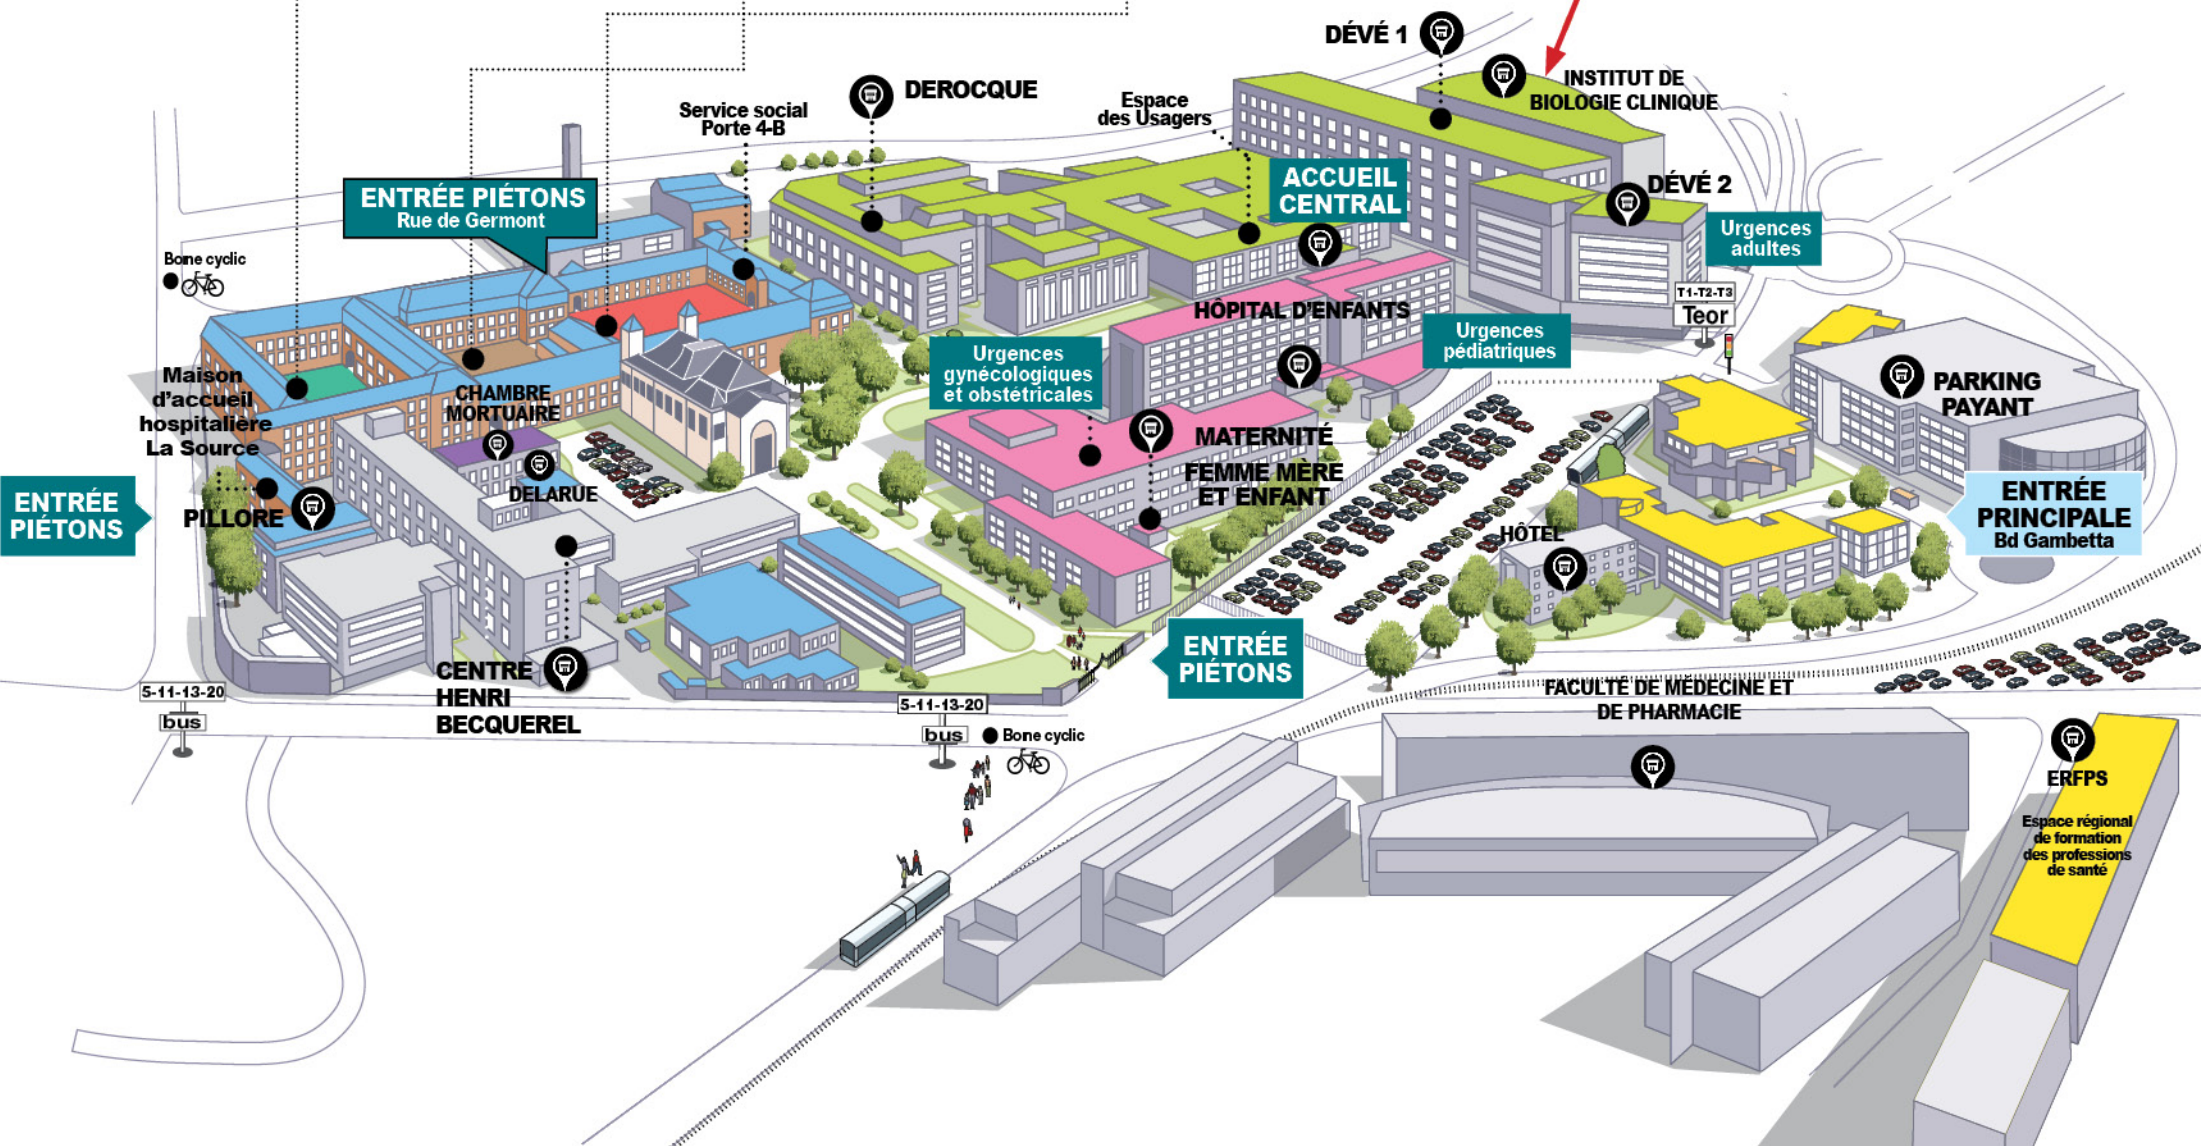 DÉVÉ 1
INSTITUT DE
BIOLOGIE CLINIQUE
DEROCQUE
Service social
Porte 4-B
Espace
des Usagers
ACCUEIL
CENTRAL
DÉVÉ 2
Urgences
adultes
ENTRÉE PIÉTONS
Rue de Germont
Borne cyclic
T1-T2-T3
Teor
HÔPITAL D'ENFANTS
Urgences
pédiatriques
Urgences
gynécologiques
et obstétricales
Maison
d'accueil
hospitalière
La Source
CHAMBRE
MORTUAIRE
PARKING
PAYANT
MATERNITÉ
FEMME MÈRE
ET ENFANT
DELARUE
PILLORE
ENTRÉE
PIÉTONS
HÔTEL
ENTRÉE
PRINCIPALE
Bd Gambetta
ENTRÉE
PIÉTONS
CENTRE
HENRI
BECQUEREL
5-11-13-20
bus
5-11-13-20
bus
Borne cyclic
FACULTÉ DE MÉDECINE ET
DE PHARMACIE
ERFPS
Espace régional
de formation
des professions
de santé